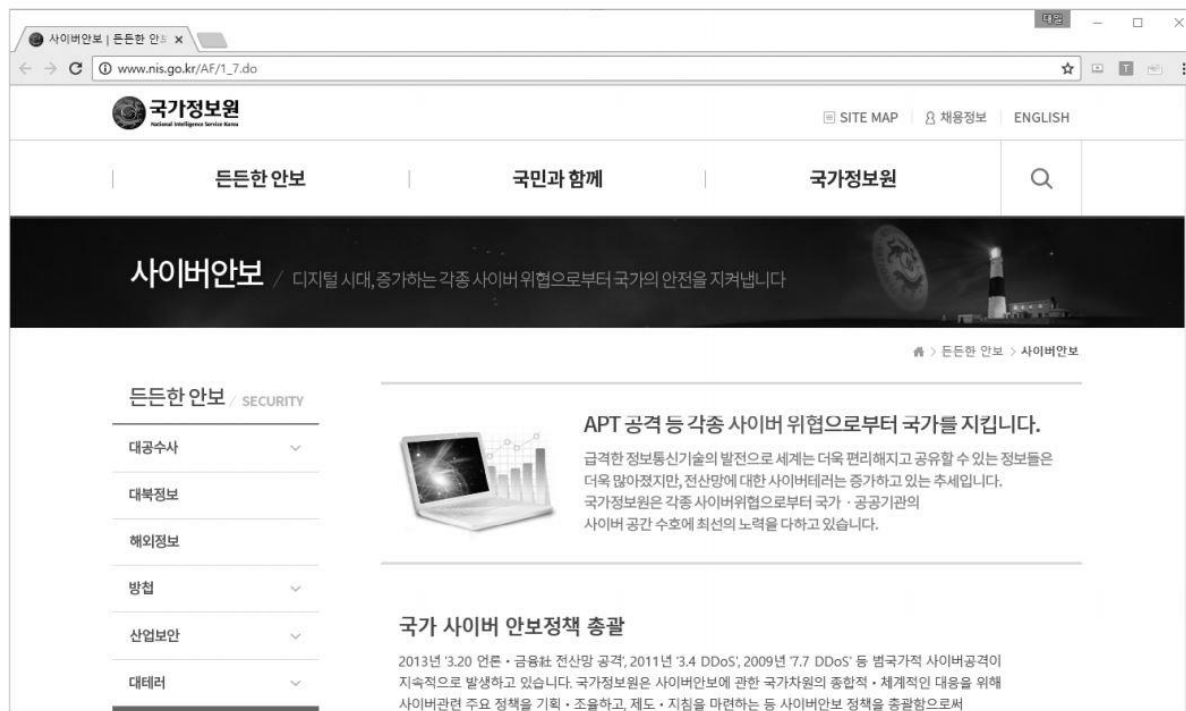 대일
사이버안보 | 든든한 안보
www.nis.go.kr/AF/1_7.do
국가정보원
National Intelligence Service Korea
SITE MAP 채용정보 ENGLISH
든든한 안보 국민과 함께 국가정보원
사이버안보 / 디지털 시대, 증가하는 각종 사이버 위협으로부터 국가의 안전을 지켜냅니다
> 든든한 안보 > 사이버안보
든든한 안보 / SECURITY
대공수사
대북정보
해외정보
방첩
산업보안
대테러
APT 공격 등 각종 사이버 위협으로부터 국가를 지킵니다.
급격한 정보통신기술의 발전으로 세계는 더욱 편리해지고 공유할 수 있는 정보들은
더욱 많아졌지만, 전산망에 대한 사이버테러는 증가하고 있는 추세입니다.
국가정보원은 각종 사이버위협으로부터 국가 · 공공기관의
사이버 공간 수호에 최선의 노력을 다하고 있습니다.
국가 사이버 안보정책 총괄
2013년 '3.20 언론 · 금융社 전산망 공격', 2011년 '3.4 DDoS', 2009년 '7.7 DDoS' 등 범국가적 사이버공격이
지속적으로 발생하고 있습니다. 국가정보원은 사이버안보에 관한 국가차원의 종합적 · 체계적인 대응을 위해
사이버관련 주요 정책을 기획 · 조율하고, 제도 · 지침을 마련하는 등 사이버안보 정책을 총괄함으로써